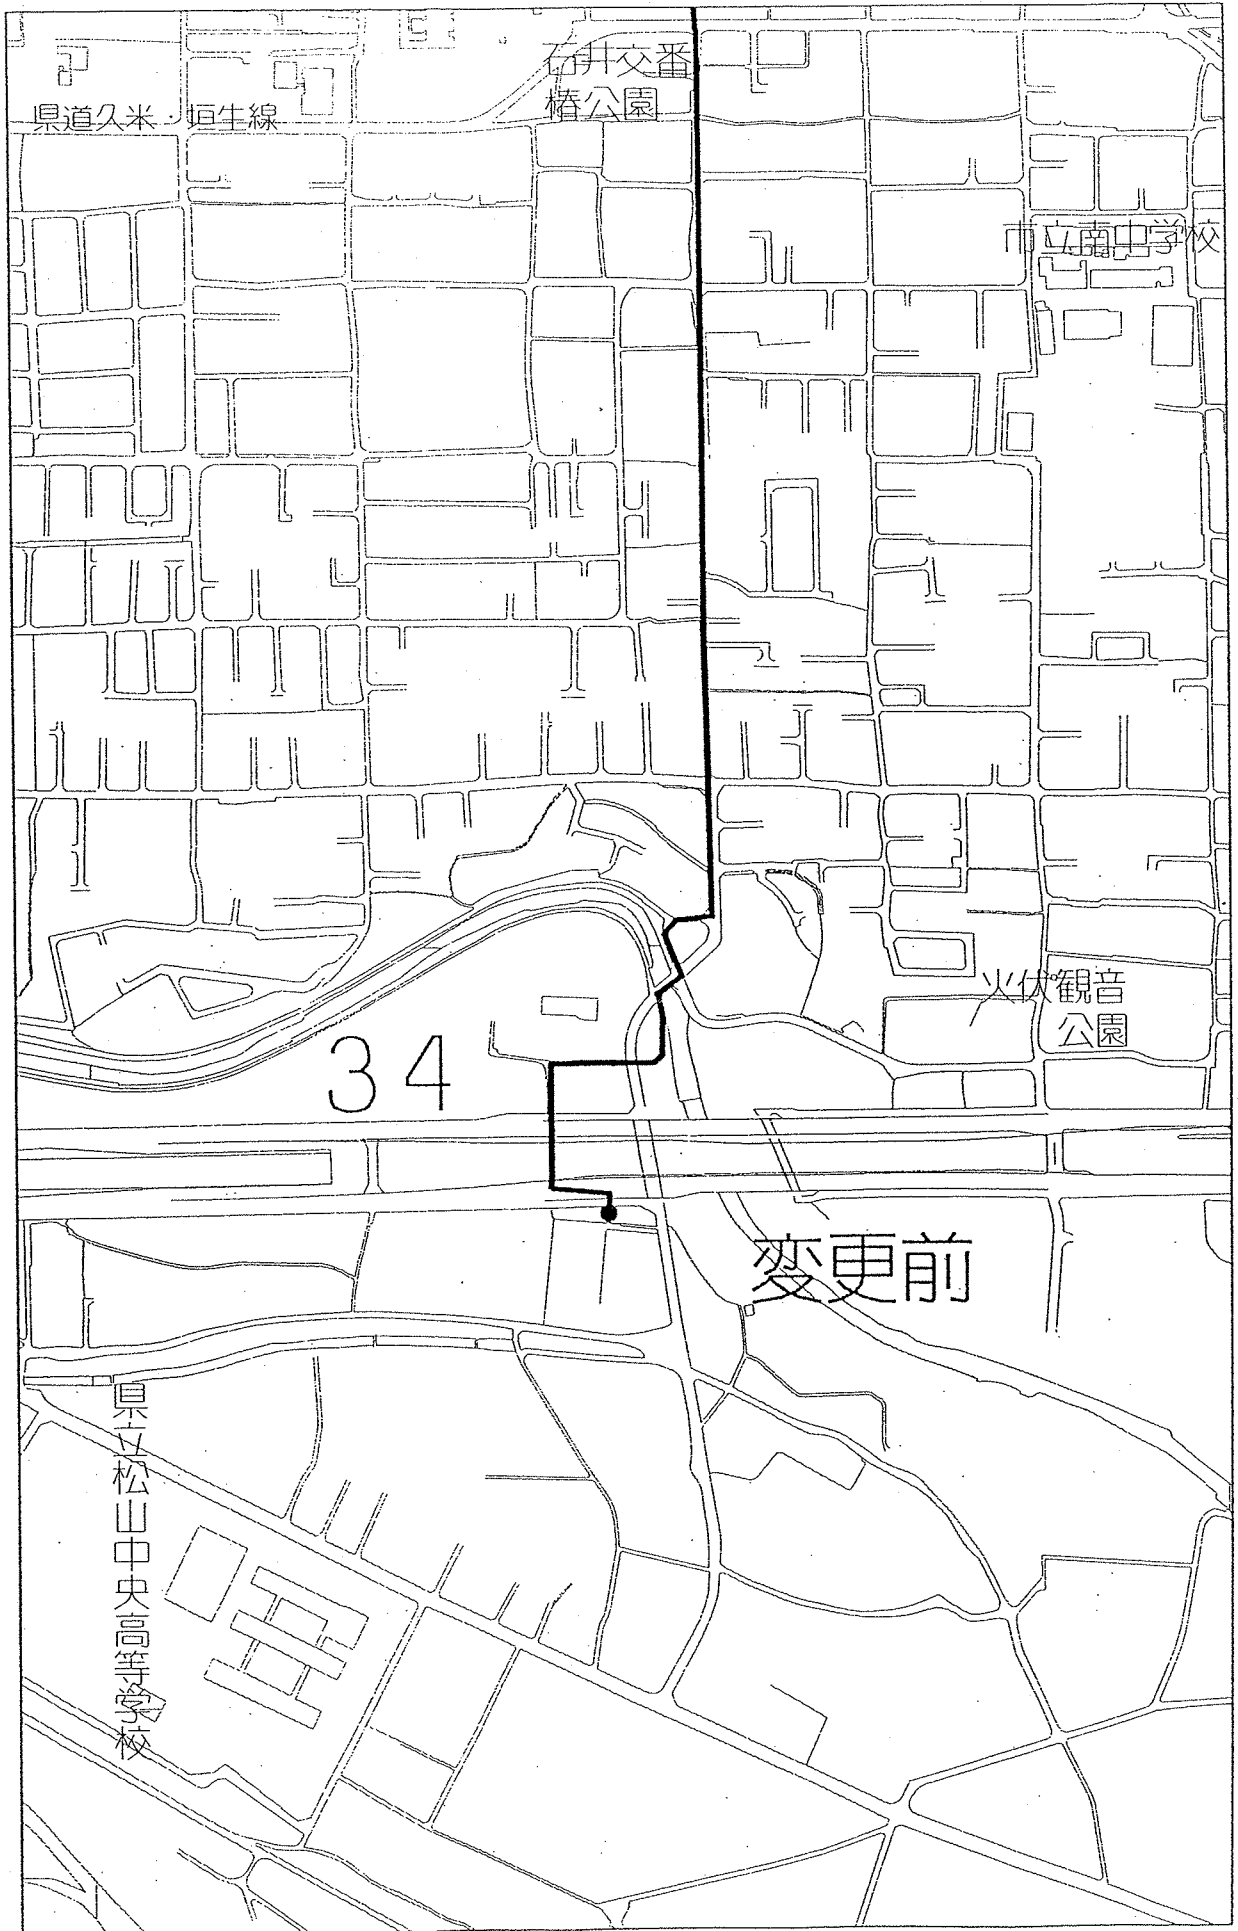 石井交番
椿公園
県道久米・垣生線
市立南中学校
火伏観音
公園
34
変更前
県立松山中央高等学校